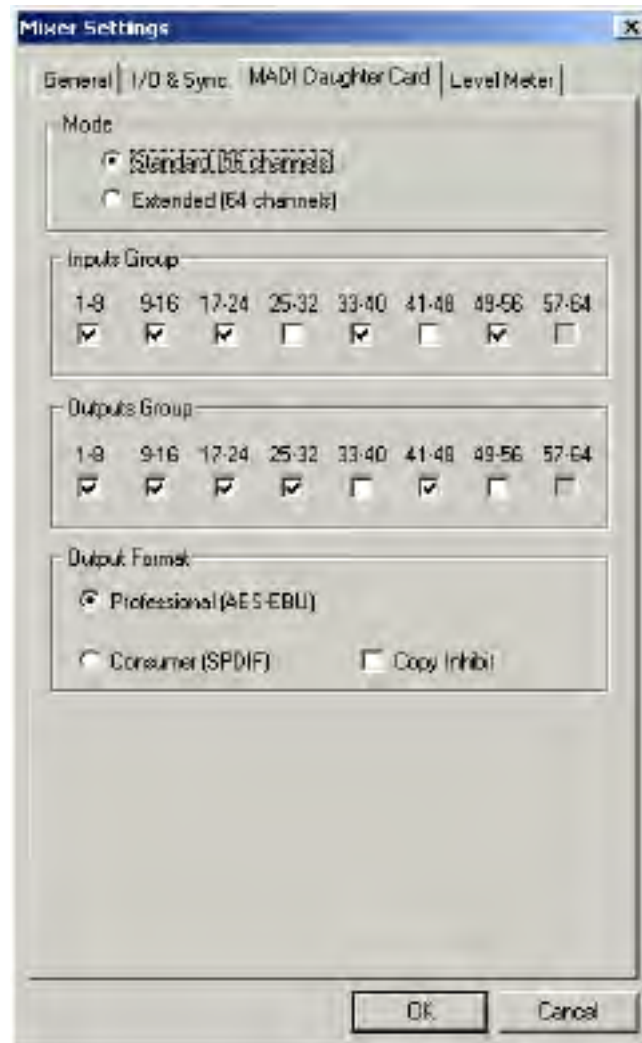 Mixer Settings
General I/O & Sync. MADI Daughter Card Level Meter
Mode
Standard (56 channels)
Extended (64 channels)
Inputs Group
1-8 9-16 17-24 25-32 33-40 41-48 49-56 57-64
Outputs Group
1-8 9-16 17-24 25-32 33-40 41-48 49-56 57-64
Output Format
Professional (AES-EBU)
Consumer (SPDIF) Copy Inhibit
OK Cancel